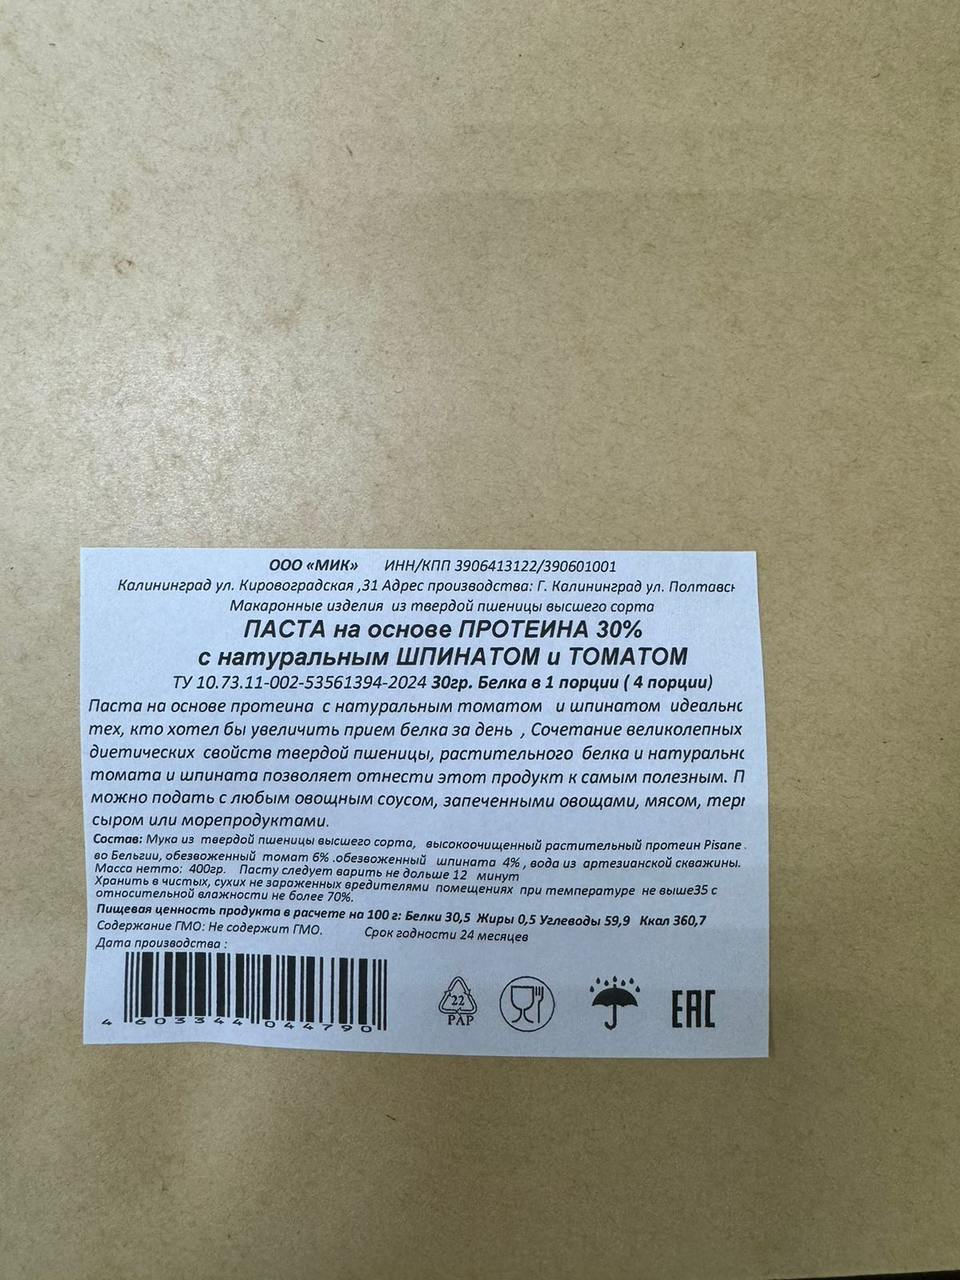 ООО «МИК» ИНН/КПП 3906413122/390601001
Калининград ул. Кировоградская ,31 Адрес производства: Г. Калининград ул. Полтавс
Макаронные изделия из твердой пшеницы высшего сорта
ПАСТА на основе ПРОТЕИНА 30%
с натуральным ШПИНАТОМ и ТОМАТОМ
ТУ 10.73.11-002-53561394-2024 30гр. Белка в 1 порции ( 4 порции)
Паста на основе протеина с натуральным томатом и шпинатом идеальнс
тех, кто хотел бы увеличить прием белка за день , Сочетание великолепных
диетических свойств твердой пшеницы, растительного белка и натуральнс
томата и шпината позволяет отнести этот продукт к самым полезным. П
можно подать с любым овощным соусом, запеченными овощами, мясом, тер
сыром или морепродуктами.
Состав: Мука из твердой пшеницы высшего сорта, высокоочищенный растительный протеин Pisane
во Бельгии, обезвоженный томат 6% .обезвоженный шпината 4% , вода из артезианской скважины.
Масса нетто: 400гр. Пасту следует варить не дольше 12 минут
Хранить в чистых, сухих не зараженных вредителями помещениях при температуре не выше35 с
относительной влажности не более 70%.
Пищевая ценность продукта в расчете на 100 г: Белки 30,5 Жиры 0,5 Углеводы 59,9 Ккал 360,7
Содержание ГМО: Не содержит ГМО. Срок годности 24 месяцев
Дата производства :
4 603344 044790
22
PAP
EAC